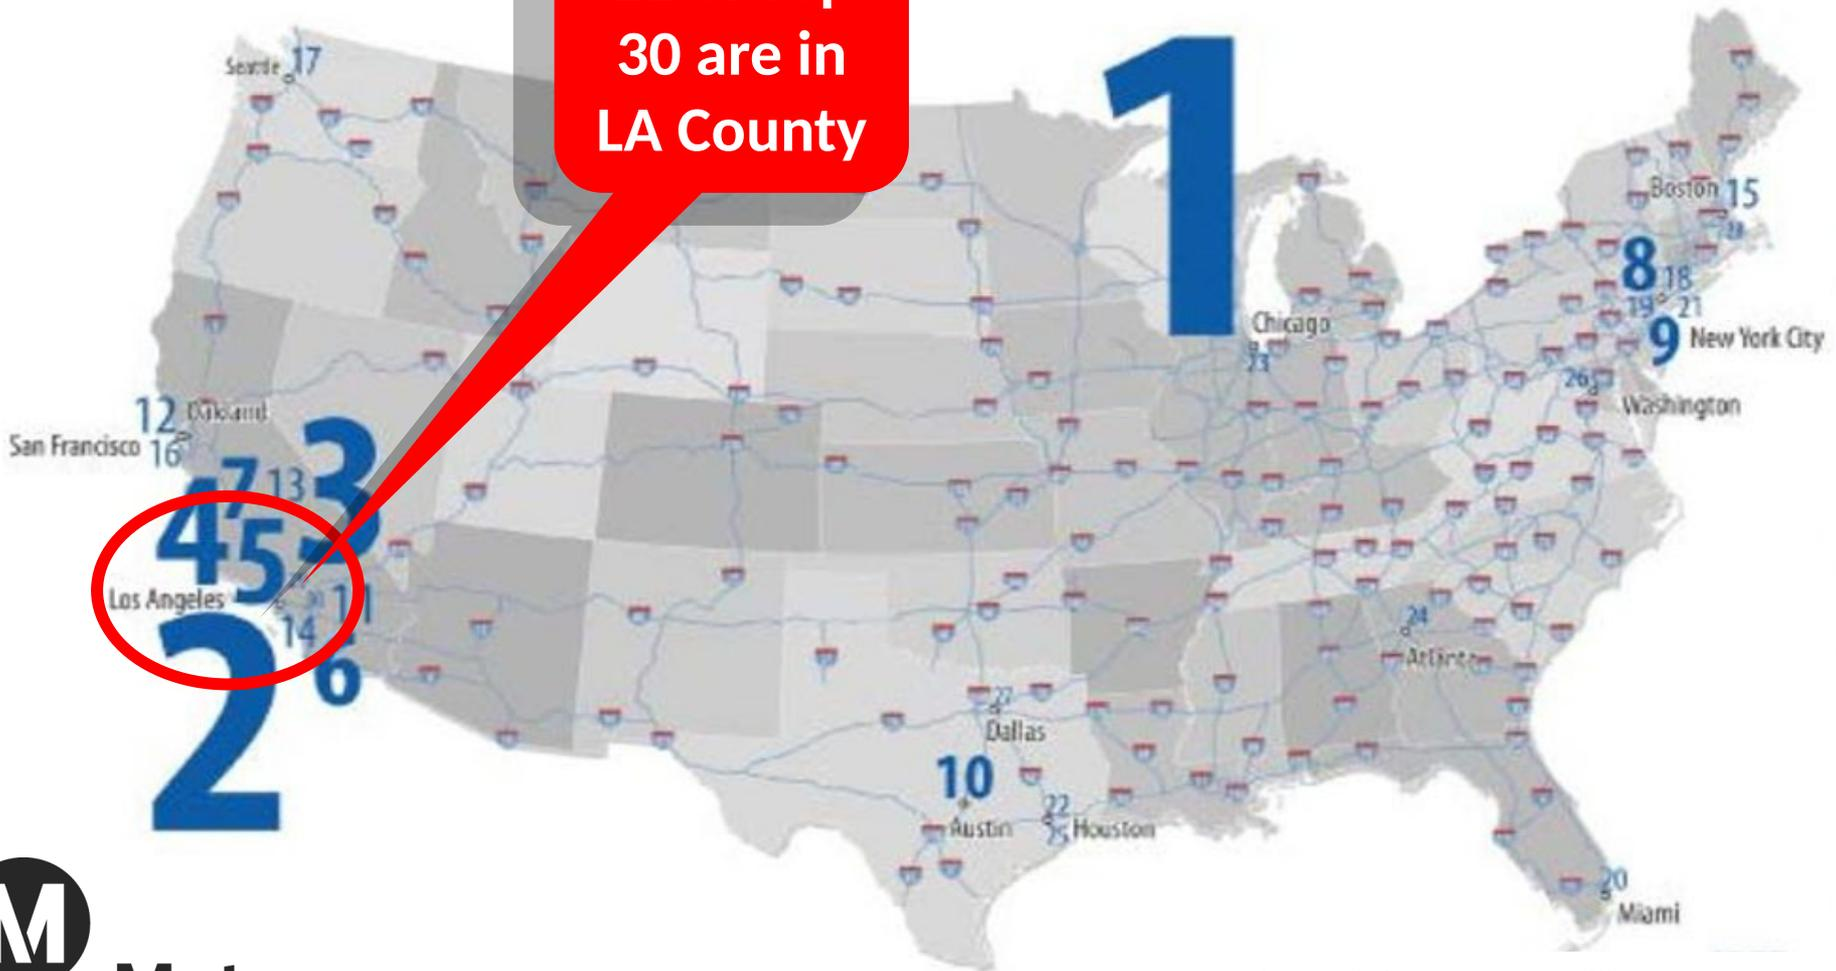 30 are in
LA County
1
Seattle 17
Boston 15
8 18
19 21
9 New York City
Chicago
23
26
Washington
12 Oakland
San Francisco 16
3
4 7 13
5
Los Angeles
11
14
2
6
24
Atlanta
27
Dallas
10
Austin
22
25 Houston
20
Miami
M